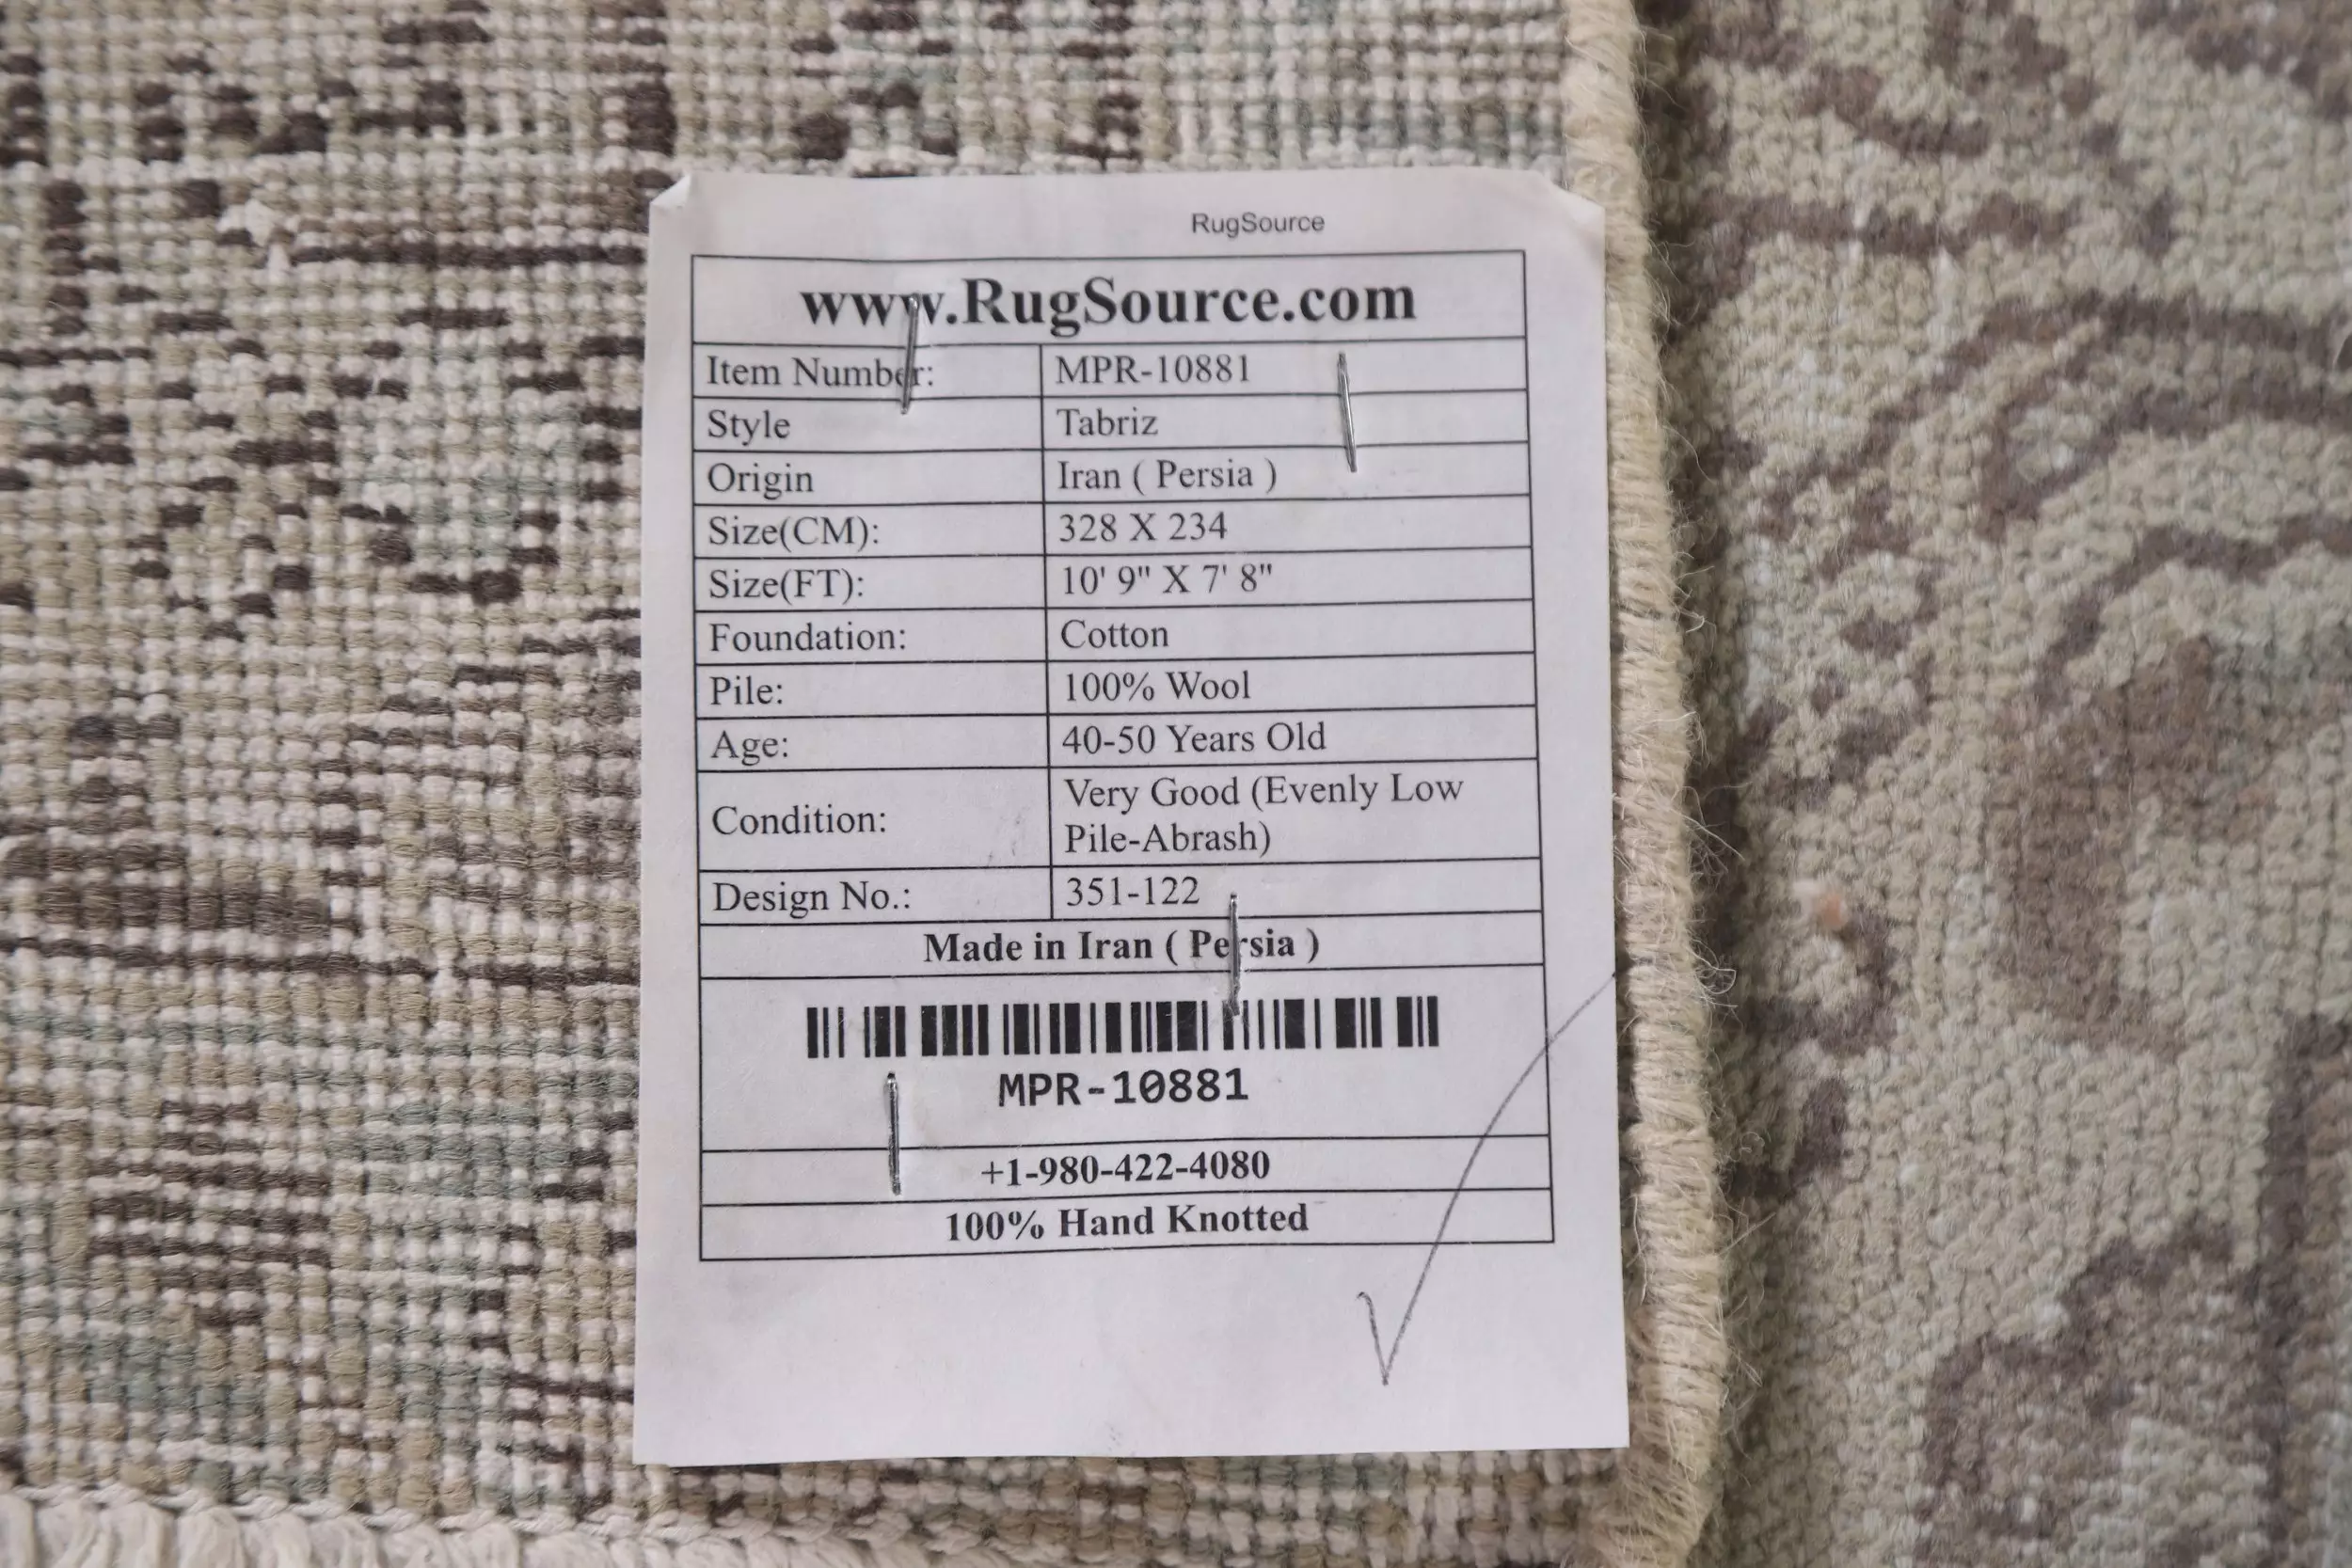 RugSource
www.RugSource.com
Item Number: MPR-10881
Style Tabriz
Origin Iran ( Persia )
Size(CM): 328 X 234
Size(FT): 10' 9" X 7' 8"
Foundation: Cotton
Pile: 100% Wool
Age: 40-50 Years Old
Condition: Very Good (Evenly Low
Pile-Abrash)
Design No.: 351-122
Made in Iran ( Persia )
MPR-10881
+1-980-422-4080
100% Hand Knotted